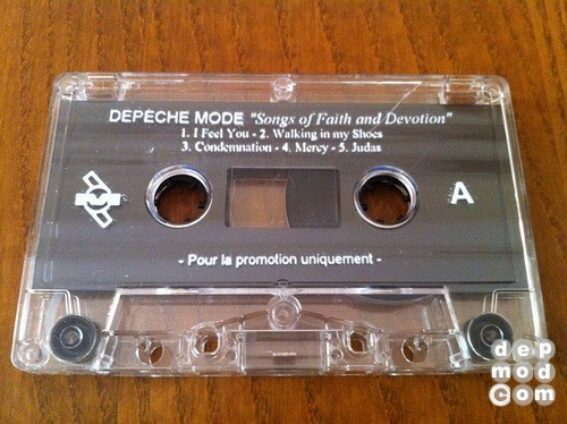 DEPÈCHE MODE "Songs of Faith and Devotion"
1. I Feel You - 2. Walking in my Shoes
3. Condemnation - 4. Mercy - 5. Judas
A
- Pour la promotion uniquement -
dep
mod
com